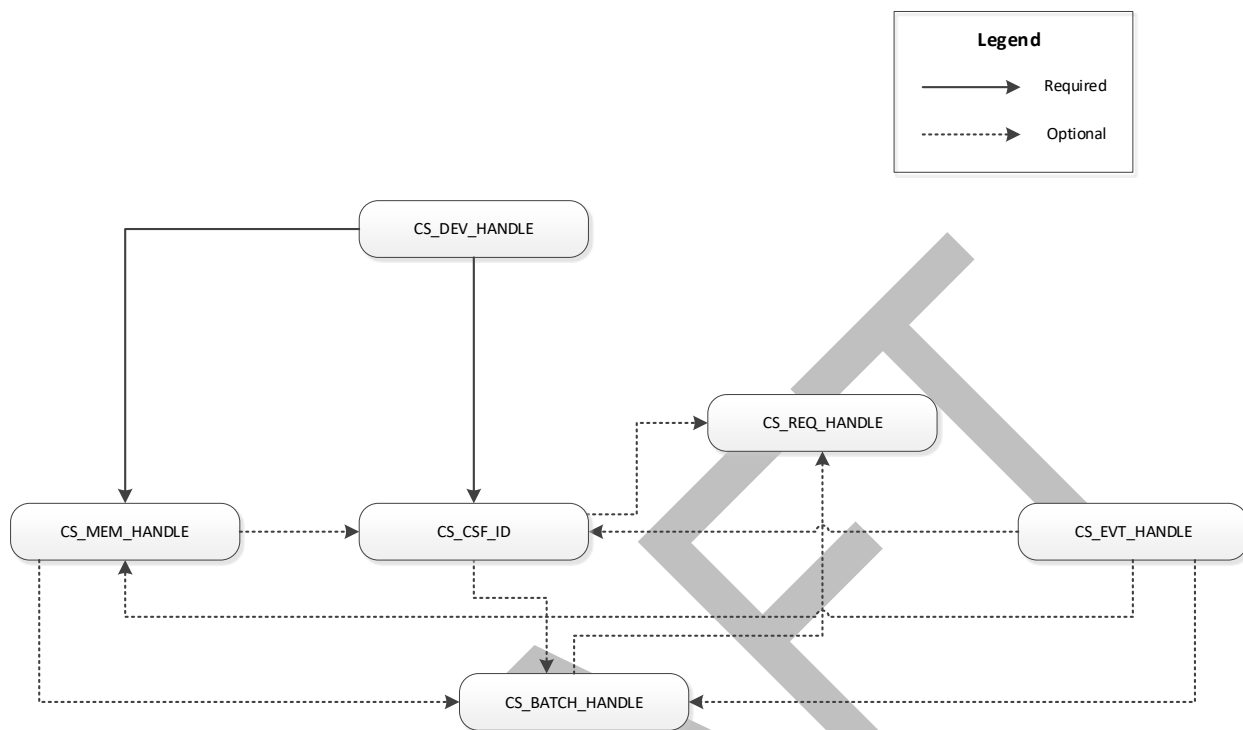 Legend
Required
Optional
CS_DEV_HANDLE
CS_REQ_HANDLE
CS_MEM_HANDLE
CS_CSF_ID
CS_EVT_HANDLE
CS_BATCH_HANDLE